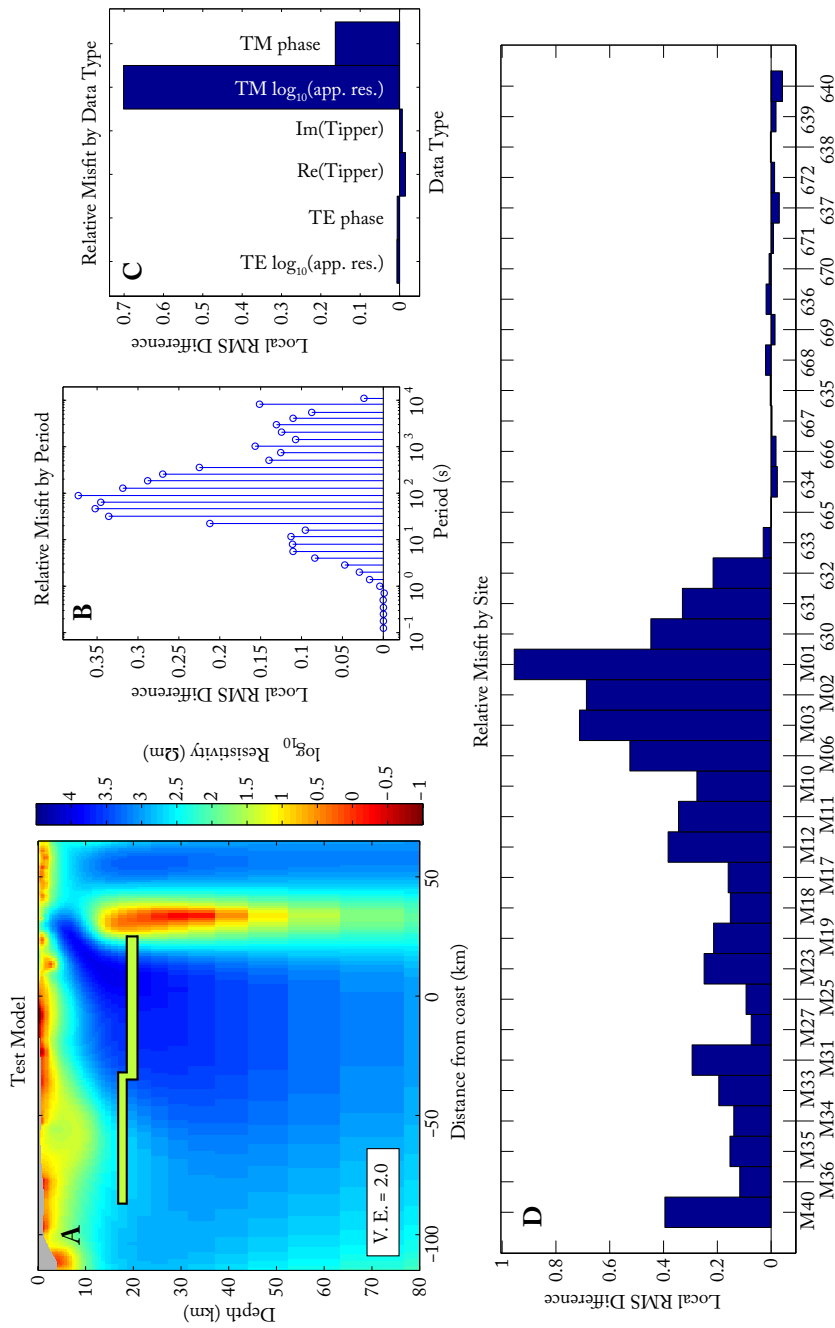 Test Model
A
V. E. = 2.0
Depth (km)
0
10
20
30
40
50
60
70
80
−100
−50
0
50
Distance from coast (km)
4
3.5
3
2.5
2
1.5
1
0.5
0
−0.5
−1
log10 Resistivity (Ωm)
Relative Misfit by Period
B
Local RMS Difference
0.35
0.3
0.25
0.2
0.15
0.1
0.05
0
10^−1
10^0
10^1
10^2
10^3
10^4
Period (s)
Relative Misfit by Data Type
C
Local RMS Difference
0.7
0.6
0.5
0.4
0.3
0.2
0.1
0
TE log10(app. res.)
TE phase
Re(Tipper)
Im(Tipper)
TM log10(app. res.)
TM phase
Data Type
Relative Misfit by Site
D
Local RMS Difference
1
0.8
0.6
0.4
0.2
0
M40
M36
M35
M34
M33
M31
M27
M25
M23
M19
M18
M17
M12
M11
M10
M06
M03
M02
M01
630
631
632
633
665
634
666
667
635
668
669
636
670
671
637
672
638
639
640